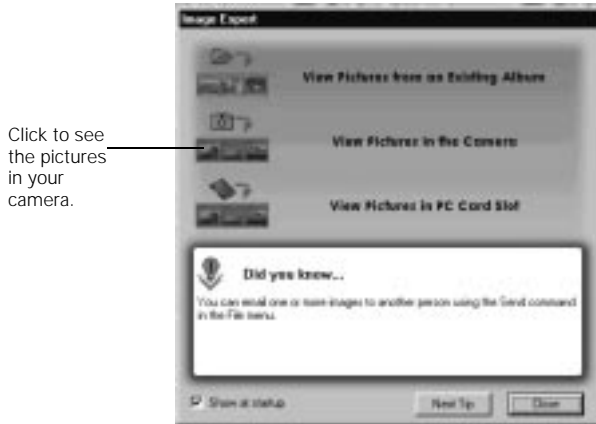 Image Expert
View Pictures from an Existing Album
Click to see
the pictures
in your
camera.
View Pictures in the Camera
View Pictures in PC Card Slot
Did you know...
You can email one or more images to another person using the Send command
in the File menu.
Show at startup
Next Tip
Close